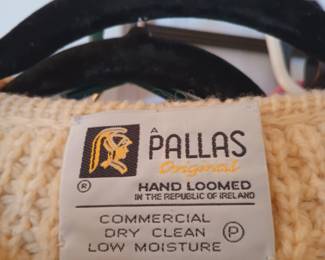 A
PALLAS
Original
®
HAND LOOMED
IN THE REPUBLIC OF IRELAND
COMMERCIAL
DRY CLEAN Ⓟ
LOW MOISTURE